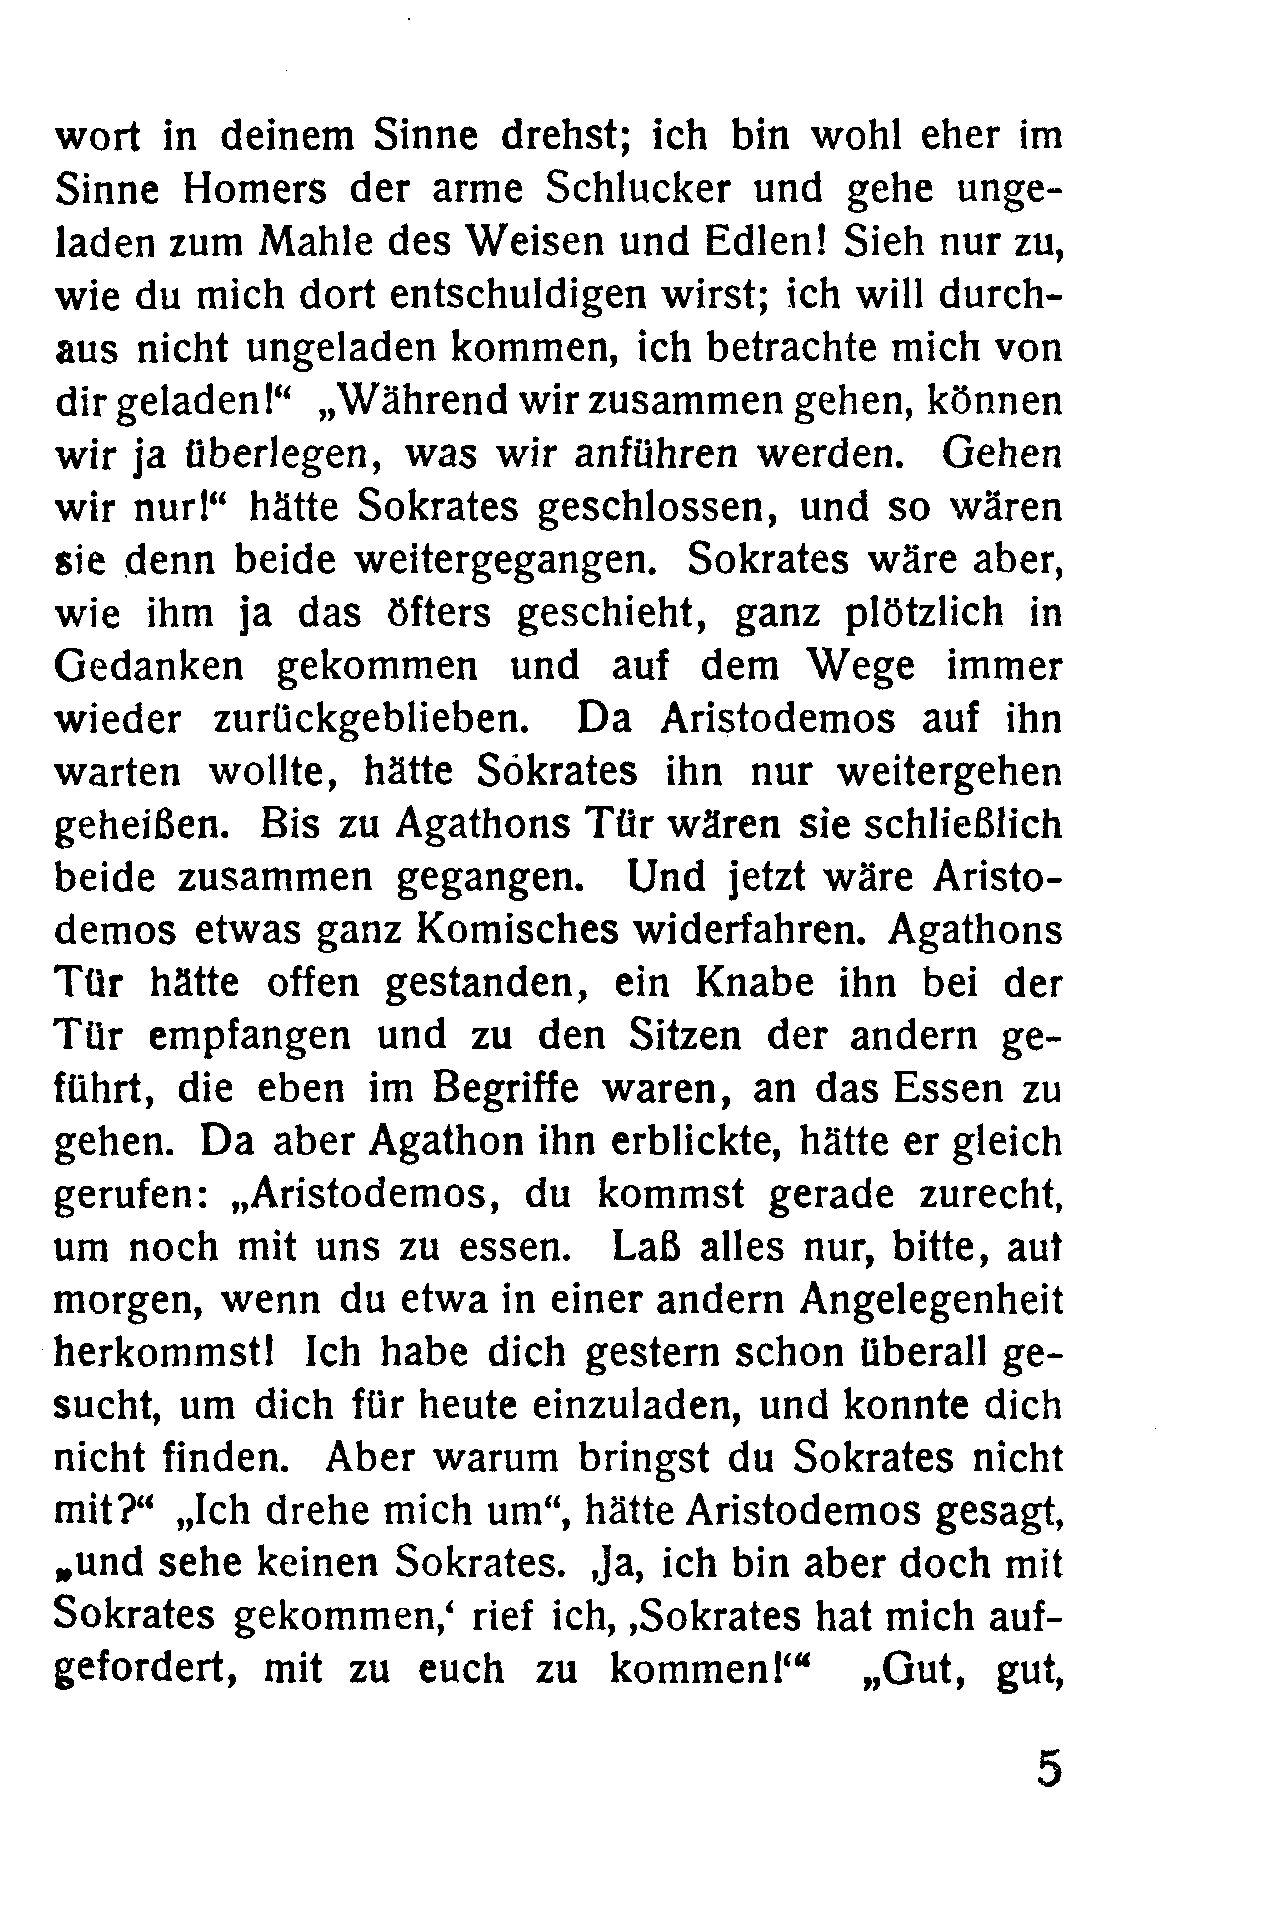 wort in deinem Sinne drehst; ich bin wohl eher im
Sinne Homers der arme Schlucker und gehe unge-
laden zum Mahle des Weisen und Edlen! Sieh nur zu,
wie du mich dort entschuldigen wirst; ich will durch-
aus nicht ungeladen kommen, ich betrachte mich von
dir geladen!“ „Während wir zusammen gehen, können
wir ja überlegen, was wir anführen werden. Gehen
wir nur!“ hätte Sokrates geschlossen, und so wären
sie denn beide weitergegangen. Sokrates wäre aber,
wie ihm ja das öfters geschieht, ganz plötzlich in
Gedanken gekommen und auf dem Wege immer
wieder zurückgeblieben. Da Aristodemos auf ihn
warten wollte, hätte Sokrates ihn nur weitergehen
geheißen. Bis zu Agathons Tür wären sie schließlich
beide zusammen gegangen. Und jetzt wäre Aristo-
demos etwas ganz Komisches widerfahren. Agathons
Tür hätte offen gestanden, ein Knabe ihn bei der
Tür empfangen und zu den Sitzen der andern ge-
führt, die eben im Begriffe waren, an das Essen zu
gehen. Da aber Agathon ihn erblickte, hätte er gleich
gerufen: „Aristodemos, du kommst gerade zurecht,
um noch mit uns zu essen. Laß alles nur, bitte, auf
morgen, wenn du etwa in einer andern Angelegenheit
herkommst! Ich habe dich gestern schon überall ge-
sucht, um dich für heute einzuladen, und konnte dich
nicht finden. Aber warum bringst du Sokrates nicht
mit?“ „Ich drehe mich um“, hätte Aristodemos gesagt,
„und sehe keinen Sokrates. ‚Ja, ich bin aber doch mit
Sokrates gekommen,‘ rief ich, ‚Sokrates hat mich auf-
gefordert, mit zu euch zu kommen!‘“ „Gut, gut,
5